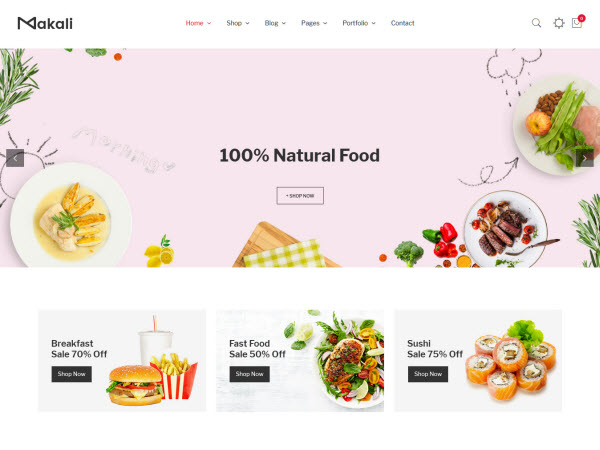 Makali
Home Shop Blog Pages Portfolio Contact
0
Morning
100% Natural Food
+ SHOP NOW
Breakfast
Sale 70% Off
Shop Now
Fast Food
Sale 50% Off
Shop Now
Sushi
Sale 75% Off
Shop Now